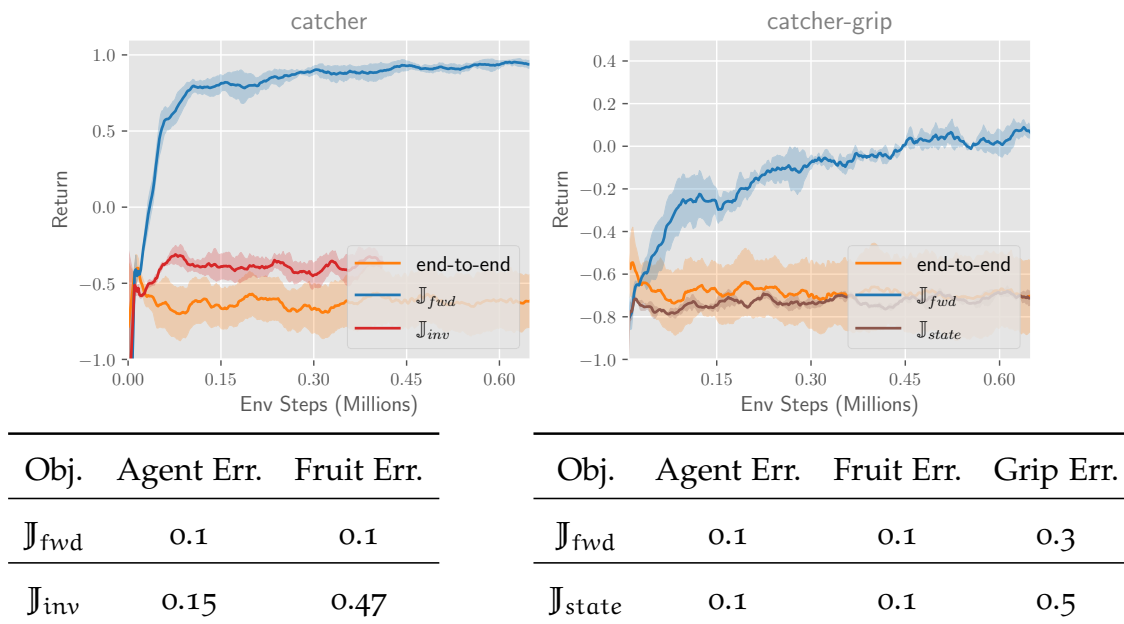 catcher
1.0
0.5
0.0
−0.5
−1.0
Return
0.00 0.15 0.30 0.45 0.60
Env Steps (Millions)
end-to-end
𝕁fwd
𝕁inv
catcher-grip
0.4
0.2
0.0
−0.2
−0.4
−0.6
−0.8
−1.0
Return
0.15 0.30 0.45 0.60
Env Steps (Millions)
end-to-end
𝕁fwd
𝕁state
Obj. Agent Err. Fruit Err.
𝕁fwd 0.1 0.1
𝕁inv 0.15 0.47
Obj. Agent Err. Fruit Err. Grip Err.
𝕁fwd 0.1 0.1 0.3
𝕁state 0.1 0.1 0.5